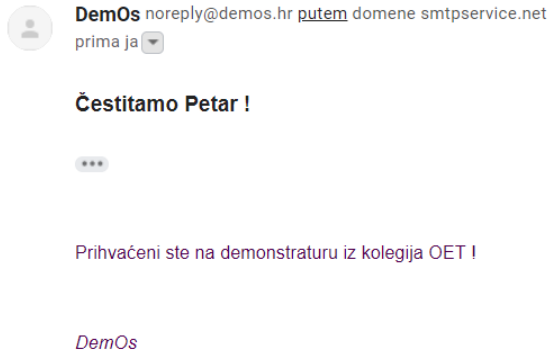 DemOs noreply@demos.hr putem domene smtpservice.net
prima ja
Čestitamo Petar !
Prihvaćeni ste na demonstraturu iz kolegija OET !
DemOs